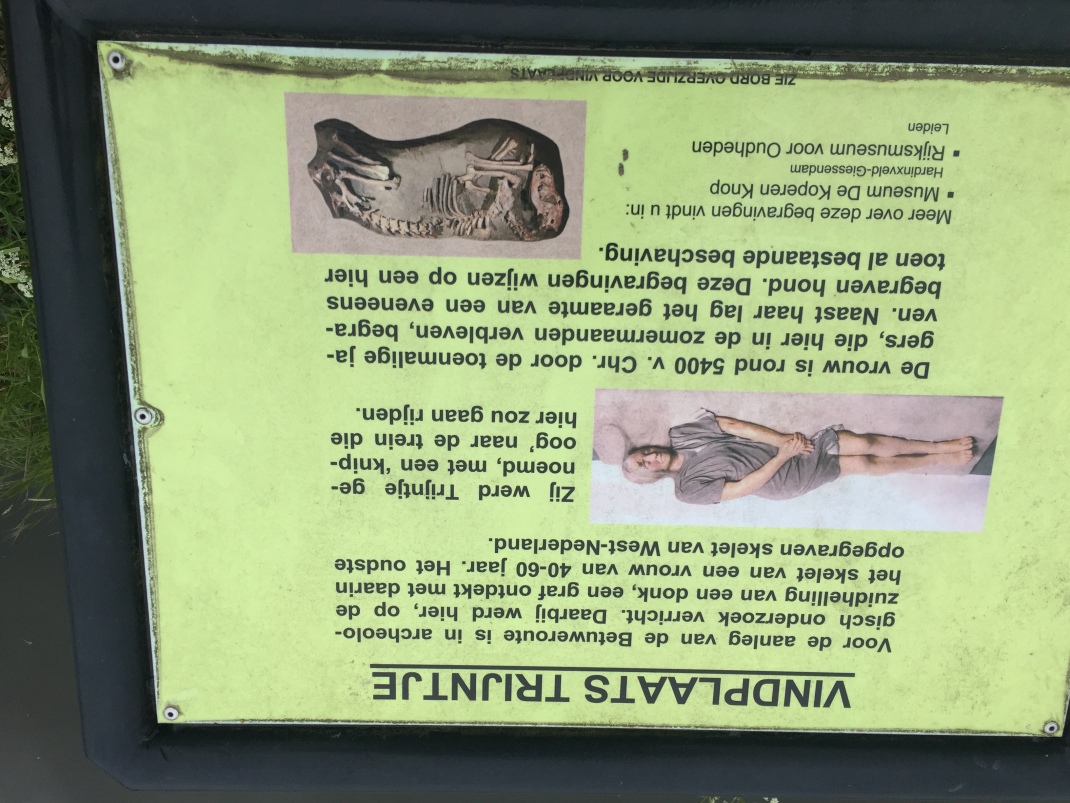 VINDPLAATS TRIJNTJE
Voor de aanleg van de Betuweroute is in archeolo-
gisch onderzoek verricht. Daarbij werd hier, op de
zuidhelling van een donk, een graf ontdekt met daarin
het skelet van een vrouw van 40-60 jaar. Het oudste
opgegraven skelet van West-Nederland.
Zij werd Trijntje ge-
noemd, met een ‘knip-
oog’ naar de trein die
hier zou gaan rijden.
De vrouw is rond 5400 v. Chr. door de toenmalige ja-
gers, die hier in de zomermaanden verbleven, begra-
ven. Naast haar lag het geraamte van een eveneens
begraven hond. Deze begravingen wijzen op een hier
toen al bestaande beschaving.
Meer over deze begravingen vindt u in:
▪ Museum De Koperen Knop
Hardinxveld-Giessendam
▪ Rijksmuseum voor Oudheden
Leiden
ZIE BORD OVERZIJDE VOOR VINDPLAATS